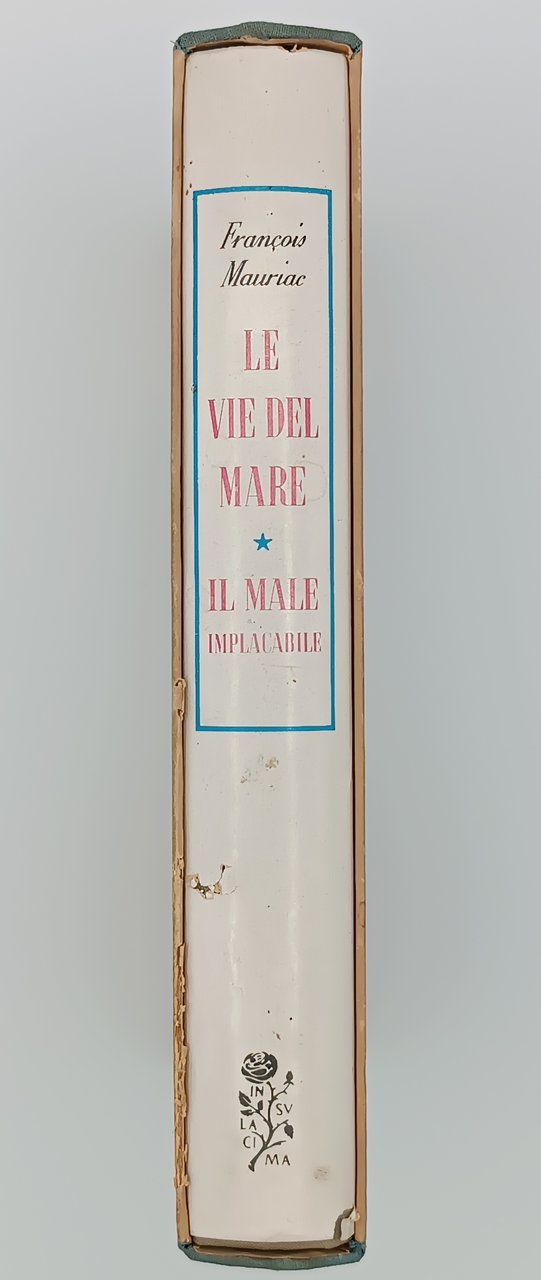 François
Mauriac
LE
VIE DEL
MARE
IL MALE
IMPLACABILE
IN
SV
LA
CI
MA